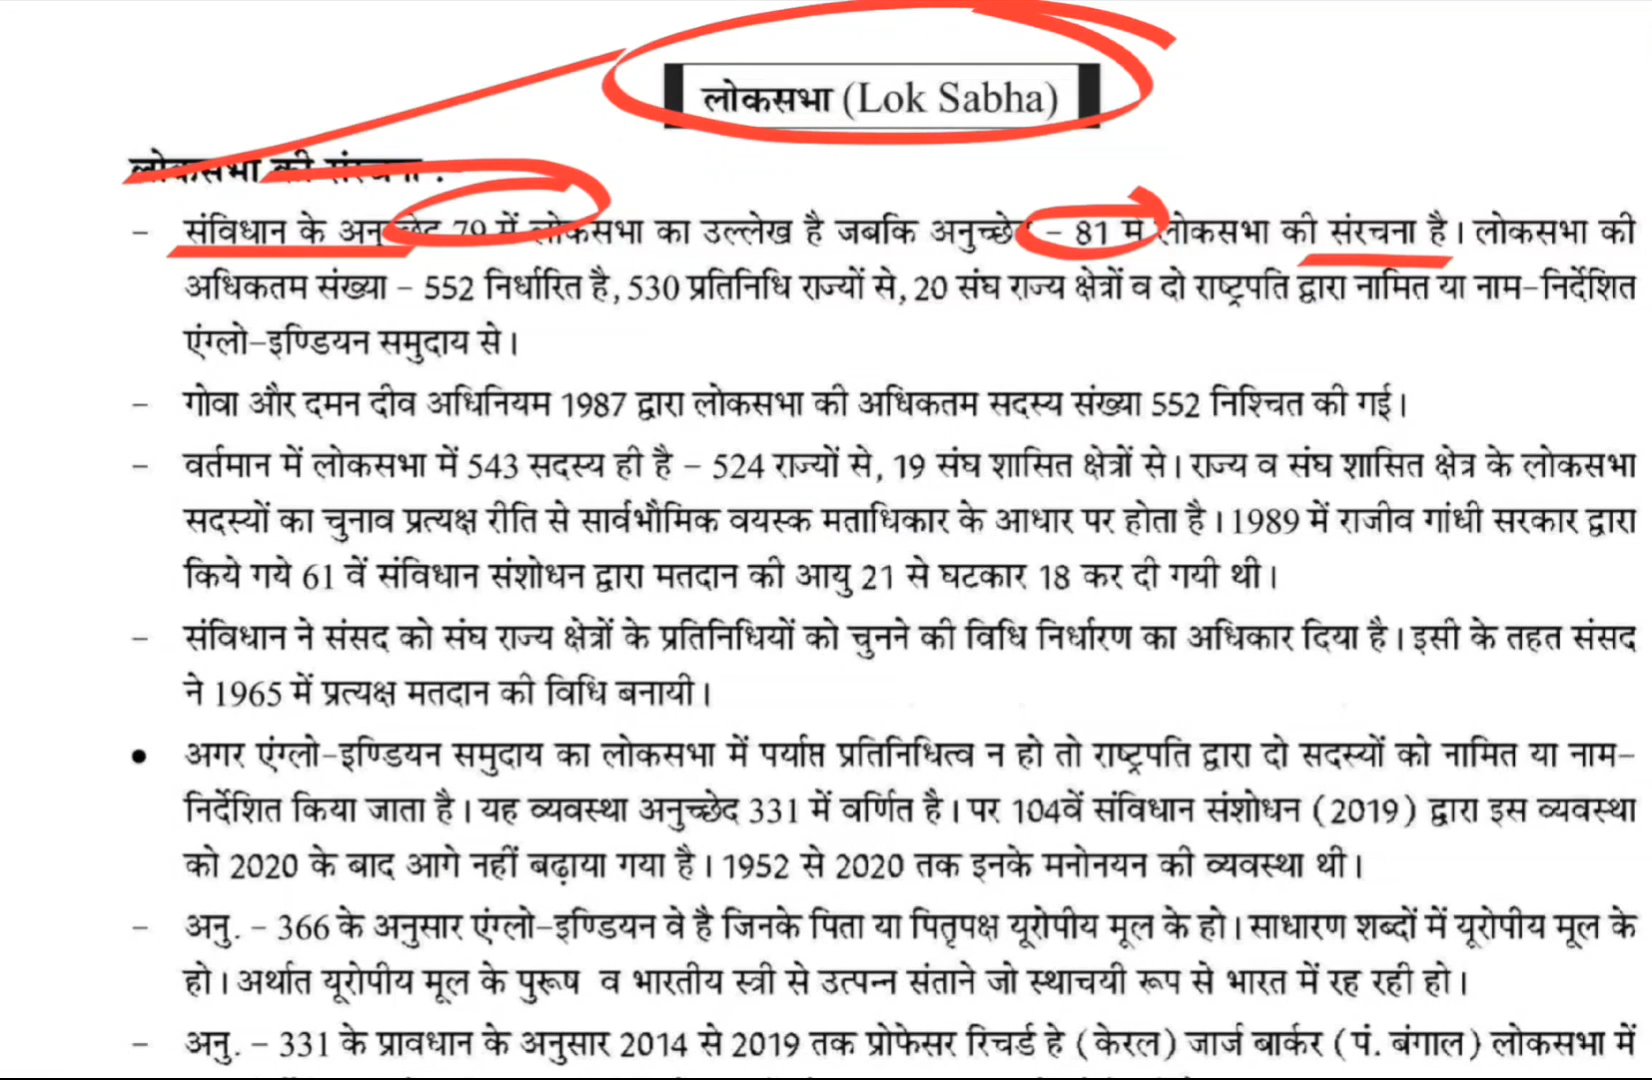 लोकसभा (Lok Sabha)
लोकसभा की संरचना :
– संविधान के अनुच्छेद 79 में लोकसभा का उल्लेख है जबकि अनुच्छेद – 81 में लोकसभा की संरचना है। लोकसभा की
अधिकतम संख्या – 552 निर्धारित है, 530 प्रतिनिधि राज्यों से, 20 संघ राज्य क्षेत्रों व दो राष्ट्रपति द्वारा नामित या नाम–निर्देशित
एंग्लो–इण्डियन समुदाय से।
– गोवा और दमन दीव अधिनियम 1987 द्वारा लोकसभा की अधिकतम सदस्य संख्या 552 निश्चित की गई।
– वर्तमान में लोकसभा में 543 सदस्य ही है – 524 राज्यों से, 19 संघ शासित क्षेत्रों से। राज्य व संघ शासित क्षेत्र के लोकसभा
सदस्यों का चुनाव प्रत्यक्ष रीति से सार्वभौमिक वयस्क मताधिकार के आधार पर होता है। 1989 में राजीव गांधी सरकार द्वारा
किये गये 61 वें संविधान संशोधन द्वारा मतदान की आयु 21 से घटकार 18 कर दी गयी थी।
– संविधान ने संसद को संघ राज्य क्षेत्रों के प्रतिनिधियों को चुनने की विधि निर्धारण का अधिकार दिया है। इसी के तहत संसद
ने 1965 में प्रत्यक्ष मतदान की विधि बनायी।
• अगर एंग्लो–इण्डियन समुदाय का लोकसभा में पर्याप्त प्रतिनिधित्व न हो तो राष्ट्रपति द्वारा दो सदस्यों को नामित या नाम–
निर्देशित किया जाता है। यह व्यवस्था अनुच्छेद 331 में वर्णित है। पर 104वें संविधान संशोधन (2019) द्वारा इस व्यवस्था
को 2020 के बाद आगे नहीं बढ़ाया गया है। 1952 से 2020 तक इनके मनोनयन की व्यवस्था थी।
– अनु. – 366 के अनुसार एंग्लो–इण्डियन वे है जिनके पिता या पितृपक्ष यूरोपीय मूल के हो। साधारण शब्दों में यूरोपीय मूल के
हो। अर्थात यूरोपीय मूल के पुरूष व भारतीय स्त्री से उत्पन्न संताने जो स्थाचयी रूप से भारत में रह रही हो।
– अनु. – 331 के प्रावधान के अनुसार 2014 से 2019 तक प्रोफेसर रिचर्ड हे (केरल) जार्ज बार्कर (पं. बंगाल) लोकसभा में